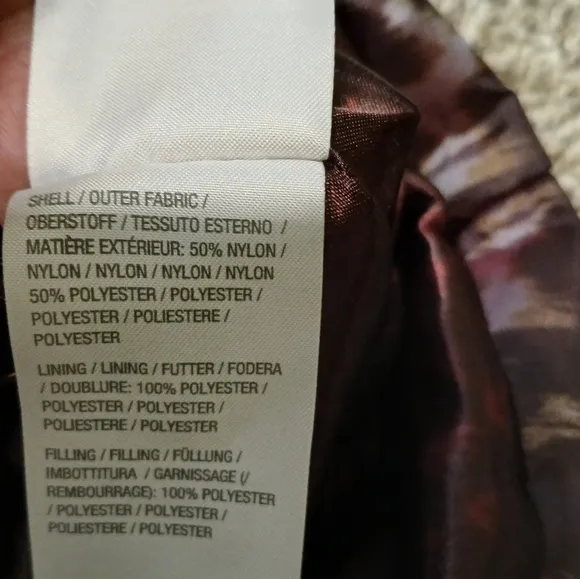 SHELL / OUTER FABRIC /
OBERSTOFF / TESSUTO ESTERNO /
MATIÈRE EXTÉRIEUR: 50% NYLON /
NYLON / NYLON / NYLON / NYLON
50% POLYESTER / POLYESTER /
POLYESTER / POLIESTERE /
POLYESTER
LINING / LINING / FUTTER / FODERA
/ DOUBLURE: 100% POLYESTER /
POLYESTER / POLYESTER /
POLIESTERE / POLYESTER
FILLING / FILLING / FÜLLUNG /
IMBOTTITURA / GARNISSAGE (/
REMBOURRAGE): 100% POLYESTER
/ POLYESTER / POLYESTER /
POLIESTERE / POLYESTER